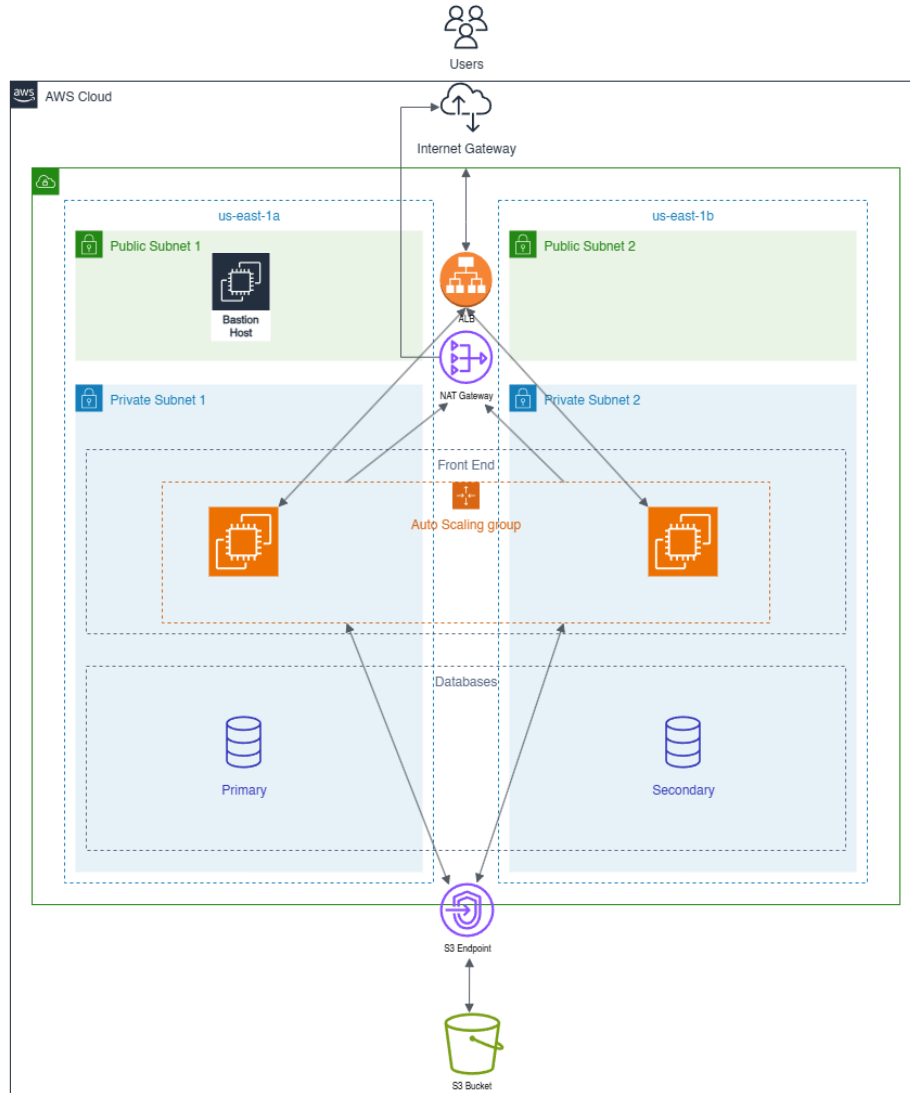 Users
aws
AWS Cloud
Internet Gateway
us-east-1a
us-east-1b
Public Subnet 1
Public Subnet 2
Bastion
Host
ALB
NAT Gateway
Private Subnet 1
Private Subnet 2
Front End
Auto Scaling group
Databases
Primary
Secondary
S3 Endpoint
S3 Bucket